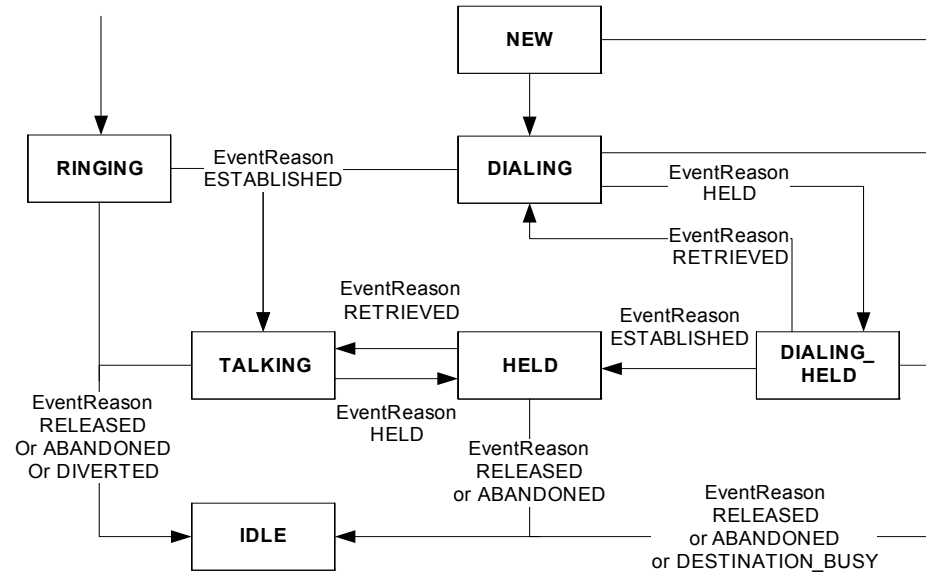 NEW
RINGING
EventReason
ESTABLISHED
DIALING
EventReason
HELD
EventReason
RETRIEVED
EventReason
RETRIEVED
EventReason
ESTABLISHED
TALKING
HELD
DIALING_
HELD
EventReason
HELD
EventReason
RELEASED
Or ABANDONED
Or DIVERTED
EventReason
RELEASED
or ABANDONED
EventReason
RELEASED
or ABANDONED
or DESTINATION_BUSY
IDLE